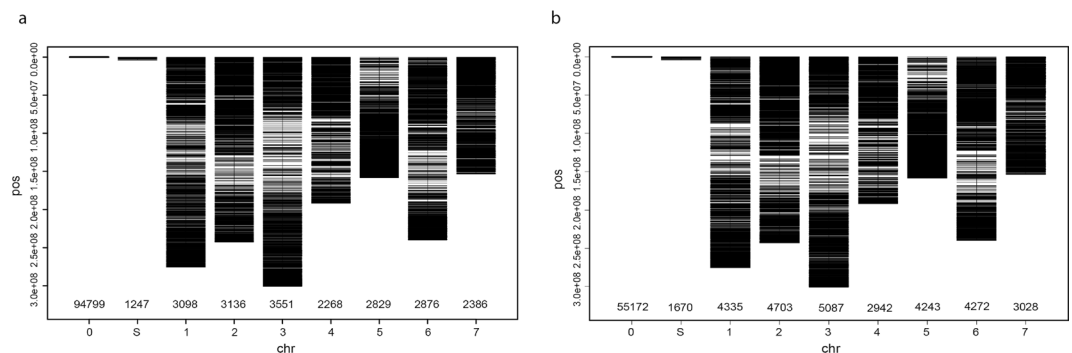 a
pos
0.0e+00
5.0e+07
1.0e+08
1.5e+08
2.0e+08
2.5e+08
3.0e+08
94799 1247 3098 3136 3551 2268 2829 2876 2386
0 S 1 2 3 4 5 6 7
chr
b
pos
0.0e+00
5.0e+07
1.0e+08
1.5e+08
2.0e+08
2.5e+08
3.0e+08
55172 1670 4335 4703 5087 2942 4243 4272 3028
0 S 1 2 3 4 5 6 7
chr